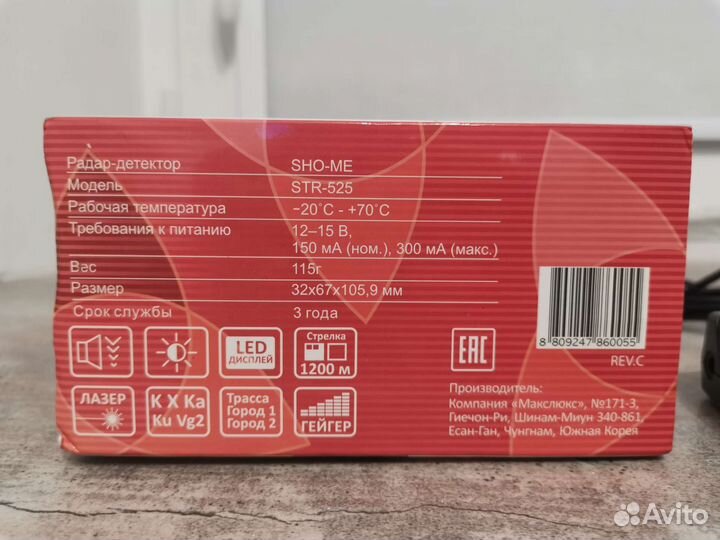 Радар-детектор SHO-ME
Модель STR-525
Рабочая температура −20˚C - +70˚C
Требования к питанию 12–15 В,
150 мА (ном.), 300 мА (макс.)
Вес 115г
Размер 32х67х105,9 мм
Срок службы 3 года
LED
ДИСПЛЕЙ
Стрелка
1200 м
ЛАЗЕР
K X Ka
Ku Vg2
Трасса
Город 1
Город 2
ГЕЙГЕР
EAC
8 809247 860055
REV.C
Производитель:
Компания «Макслюкс», №171-3,
Гиечон-Ри, Шинам-Миун 340-861,
Есан-Ган, Чунгнам, Южная Корея
Avito